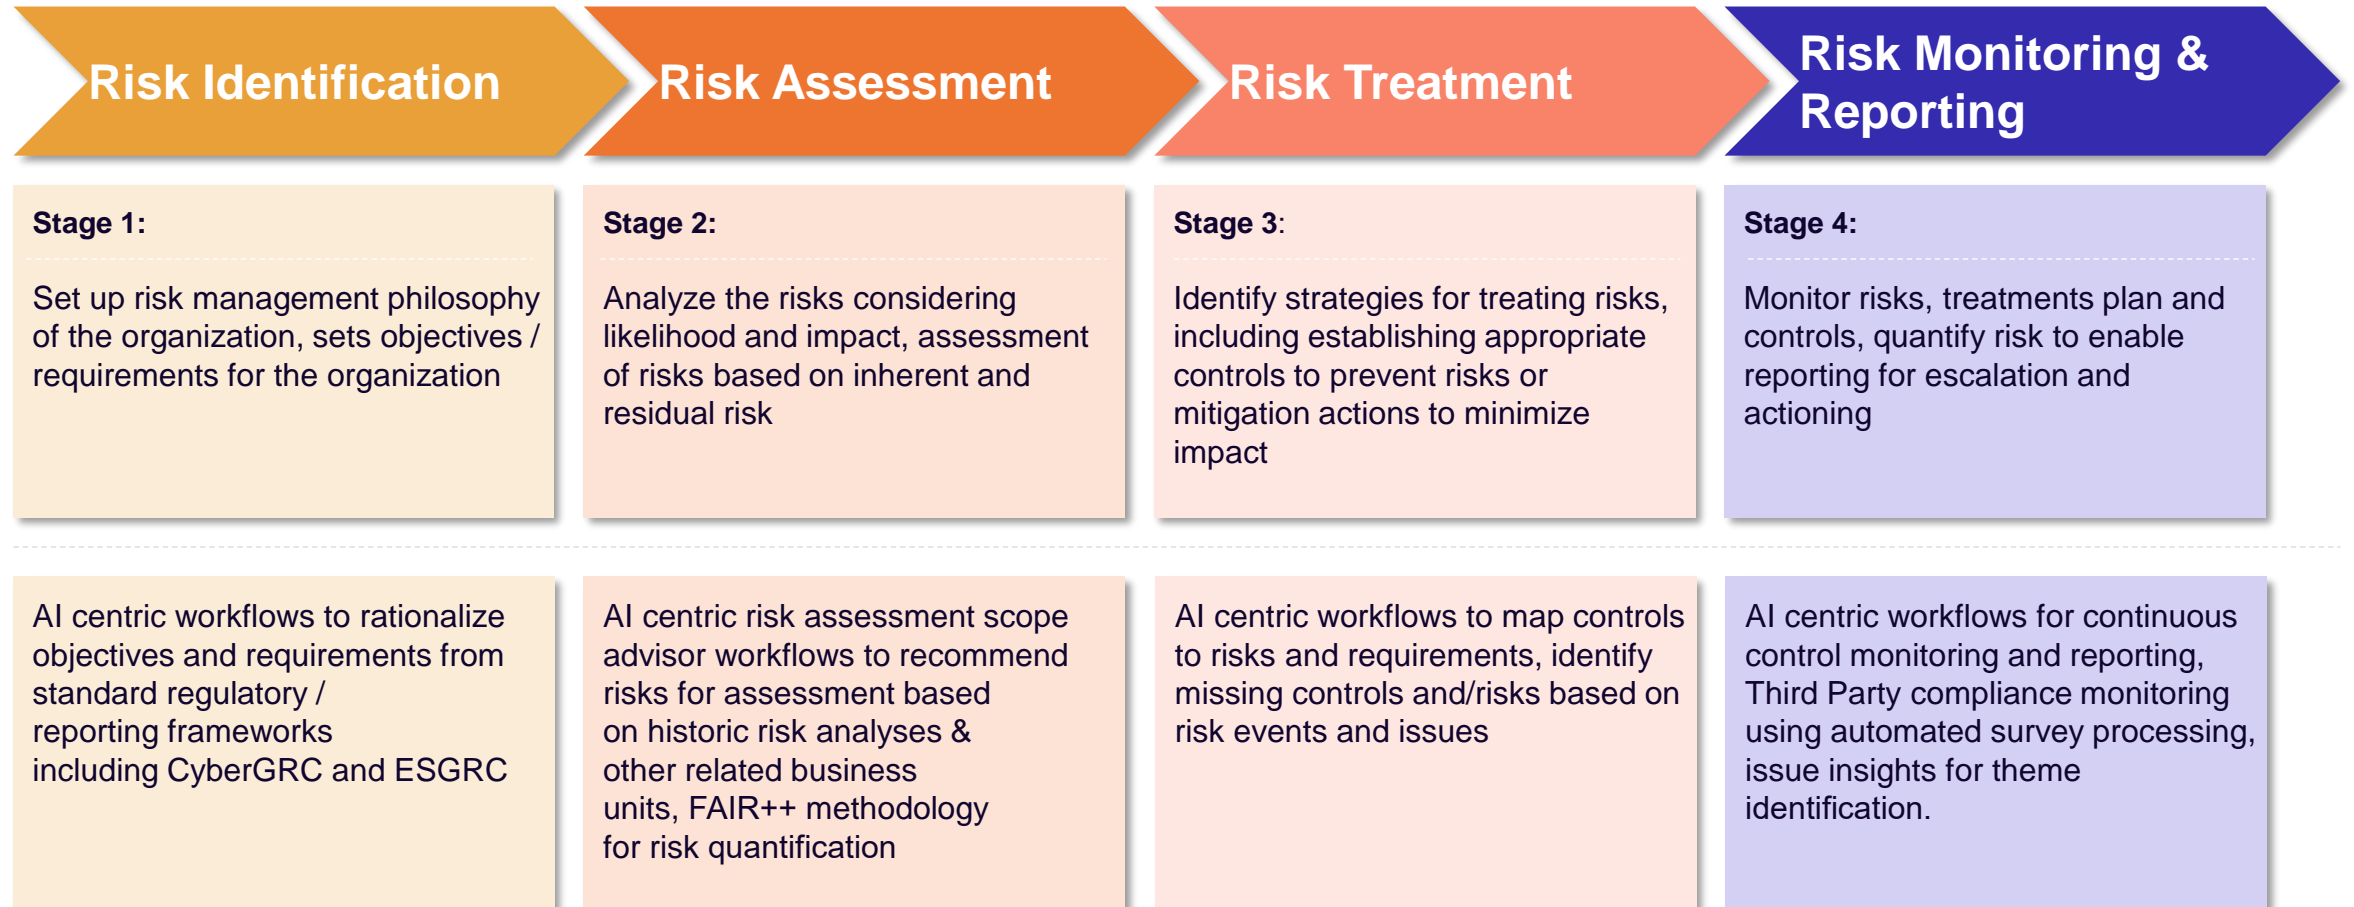 Risk Identification
Risk Assessment
Risk Treatment
Risk Monitoring &
Reporting
Stage 1:
Set up risk management philosophy
of the organization, sets objectives /
requirements for the organization
Stage 2:
Analyze the risks considering
likelihood and impact, assessment
of risks based on inherent and
residual risk
Stage 3:
Identify strategies for treating risks,
including establishing appropriate
controls to prevent risks or
mitigation actions to minimize
impact
Stage 4:
Monitor risks, treatments plan and
controls, quantify risk to enable
reporting for escalation and
actioning
AI centric workflows to rationalize
objectives and requirements from
standard regulatory /
reporting frameworks
including CyberGRC and ESGRC
AI centric risk assessment scope
advisor workflows to recommend
risks for assessment based
on historic risk analyses &
other related business
units, FAIR++ methodology
for risk quantification
AI centric workflows to map controls
to risks and requirements, identify
missing controls and/risks based on
risk events and issues
AI centric workflows for continuous
control monitoring and reporting,
Third Party compliance monitoring
using automated survey processing,
issue insights for theme
identification.